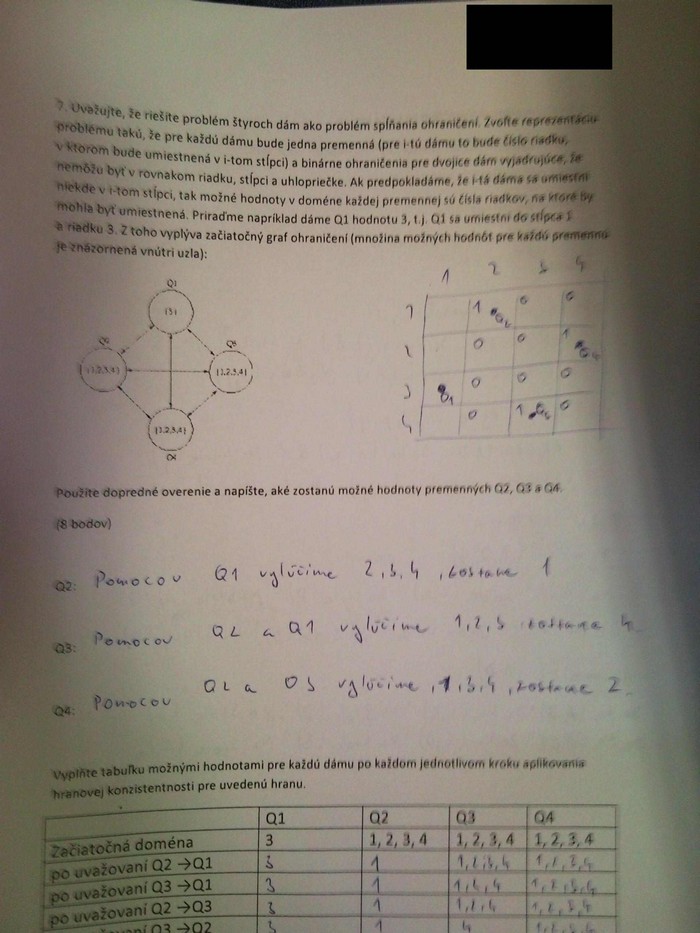 7. Uvažujte, že riešite problém štyroch dám ako problém spĺňania ohraničení. Zvoľte reprezentáciu
problému takú, že pre každú dámu bude jedna premenná (pre i-tú dámu to bude číslo riadku,
v ktorom bude umiestnená v i-tom stĺpci) a binárne ohraničenia pre dvojice dám vyjadrujúce, že
nemôžu byť v rovnakom riadku, stĺpci a uhlopriečke. Ak predpokladáme, že i-tá dáma sa umiestni
niekde v i-tom stĺpci, tak možné hodnoty v doméne každej premennej sú čísla riadkov, na ktoré by
mohla byť umiestnená. Priraďme napríklad dáme Q1 hodnotu 3, t.j. Q1 sa umiestni do stĺpca 1
a riadku 3. Z toho vyplýva začiatočný graf ohraničení (množina možných hodnôt pre každú premennú
je znázornená vnútri uzla):
Q1
{3}
Q2
{1,2,3,4}
Q3
{1,2,3,4}
{1,2,3,4}
Q4
1 2 3 4
1 1 0 0
2 0 0 1
3 0 0 0
4 0 1 0
Použite dopredné overenie a napíšte, aké zostanú možné hodnoty premenných Q2, Q3 a Q4.
(8 bodov)
Q2: Pomocou Q1 vylúčime 2,3,4, zostane 1
Q3: Pomocou Q2 a Q1 vylúčime 1,2,3 zostane 4.
Q4: Pomocou Q2 a Q3 vylúčime, 1,3,4, zostane 2.
Vyplňte tabuľku možnými hodnotami pre každú dámu po každom jednotlivom kroku aplikovania
hranovej konzistentnosti pre uvedenú hranu.
Q1 Q2 Q3 Q4
Začiatočná doména 3 1, 2, 3, 4 1, 2, 3, 4 1, 2, 3, 4
po uvažovaní Q2 →Q1 3 1 1,2,3,4 1,2,3,4
po uvažovaní Q3 →Q1 3 1 1,2,4 1,2,3,4
po uvažovaní Q2 →Q3 3 1 1,2,4 1,2,3,4
po uvažovaní Q3 →Q2 3 1 4